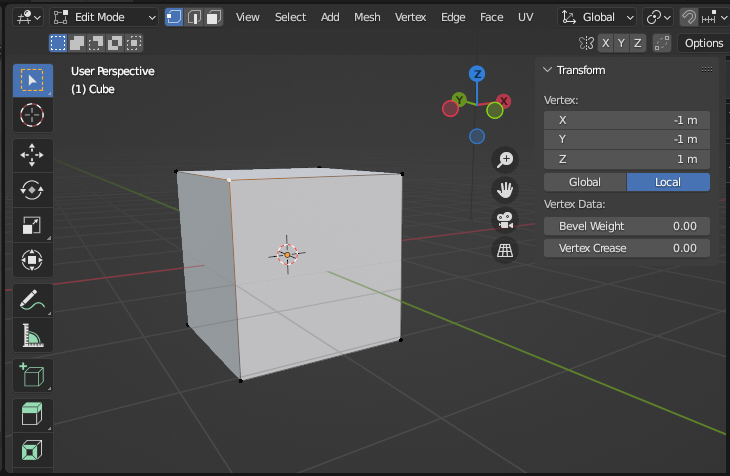 Edit Mode View Select Add Mesh Vertex Edge Face UV Global
X Y Z Options
User Perspective
(1) Cube
Z
Y
X
Transform
Vertex:
X -1 m
Y -1 m
Z 1 m
Global Local
Vertex Data:
Bevel Weight 0.00
Vertex Crease 0.00